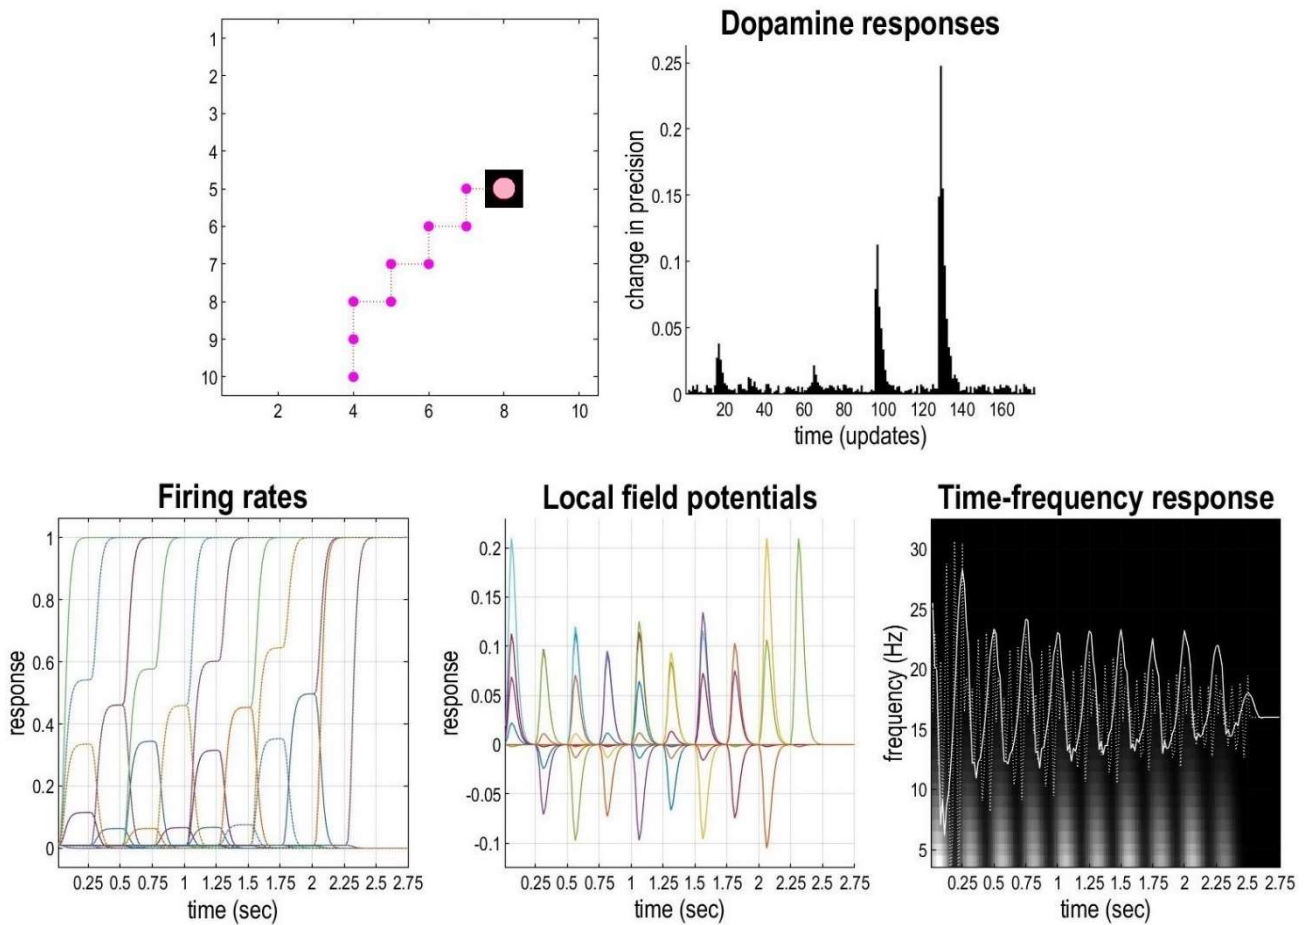 1
2
3
4
5
6
7
8
9
10
2 4 6 8 10
Dopamine responses
change in precision
0.25
0.2
0.15
0.1
0.05
0
20 40 60 80 100 120 140 160
time (updates)
Firing rates
response
1
0.8
0.6
0.4
0.2
0
0.25 0.5 0.75 1 1.25 1.5 1.75 2 2.25 2.5 2.75
time (sec)
Local field potentials
response
0.2
0.15
0.1
0.05
0
-0.05
-0.1
0.25 0.5 0.75 1 1.25 1.5 1.75 2 2.25 2.5 2.75
time (sec)
Time-frequency response
frequency (Hz)
30
25
20
15
10
5
0.25 0.5 0.75 1 1.25 1.5 1.75 2 2.25 2.5 2.75
time (sec)